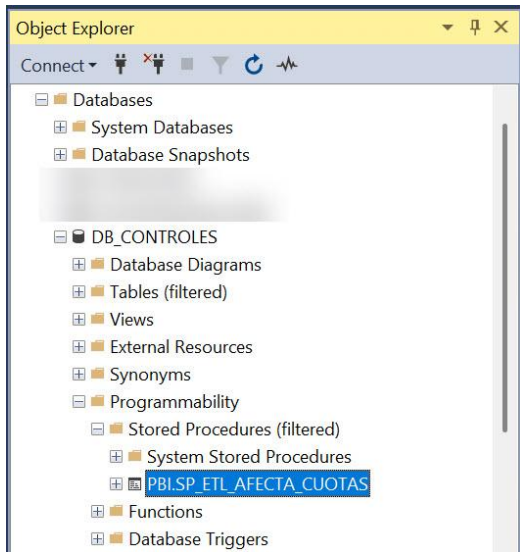 Object Explorer
Connect
Databases
System Databases
Database Snapshots
DB_CONTROLES
Database Diagrams
Tables (filtered)
Views
External Resources
Synonyms
Programmability
Stored Procedures (filtered)
System Stored Procedures
PBI.SP_ETL_AFECTA_CUOTAS
Functions
Database Triggers